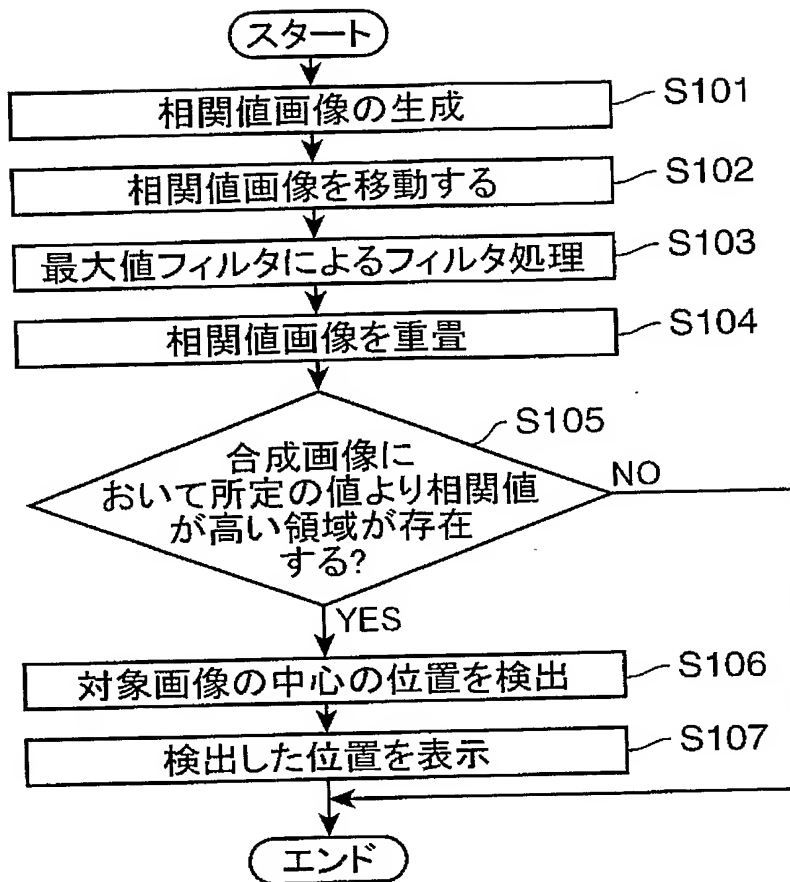 スタート
相関値画像の生成
S101
相関値画像を移動する
S102
最大値フィルタによるフィルタ処理
S103
相関値画像を重畳
S104
S105
合成画像に
おいて所定の値より相関値
が高い領域が存在
する?
NO
YES
対象画像の中心の位置を検出
S106
検出した位置を表示
S107
エンド